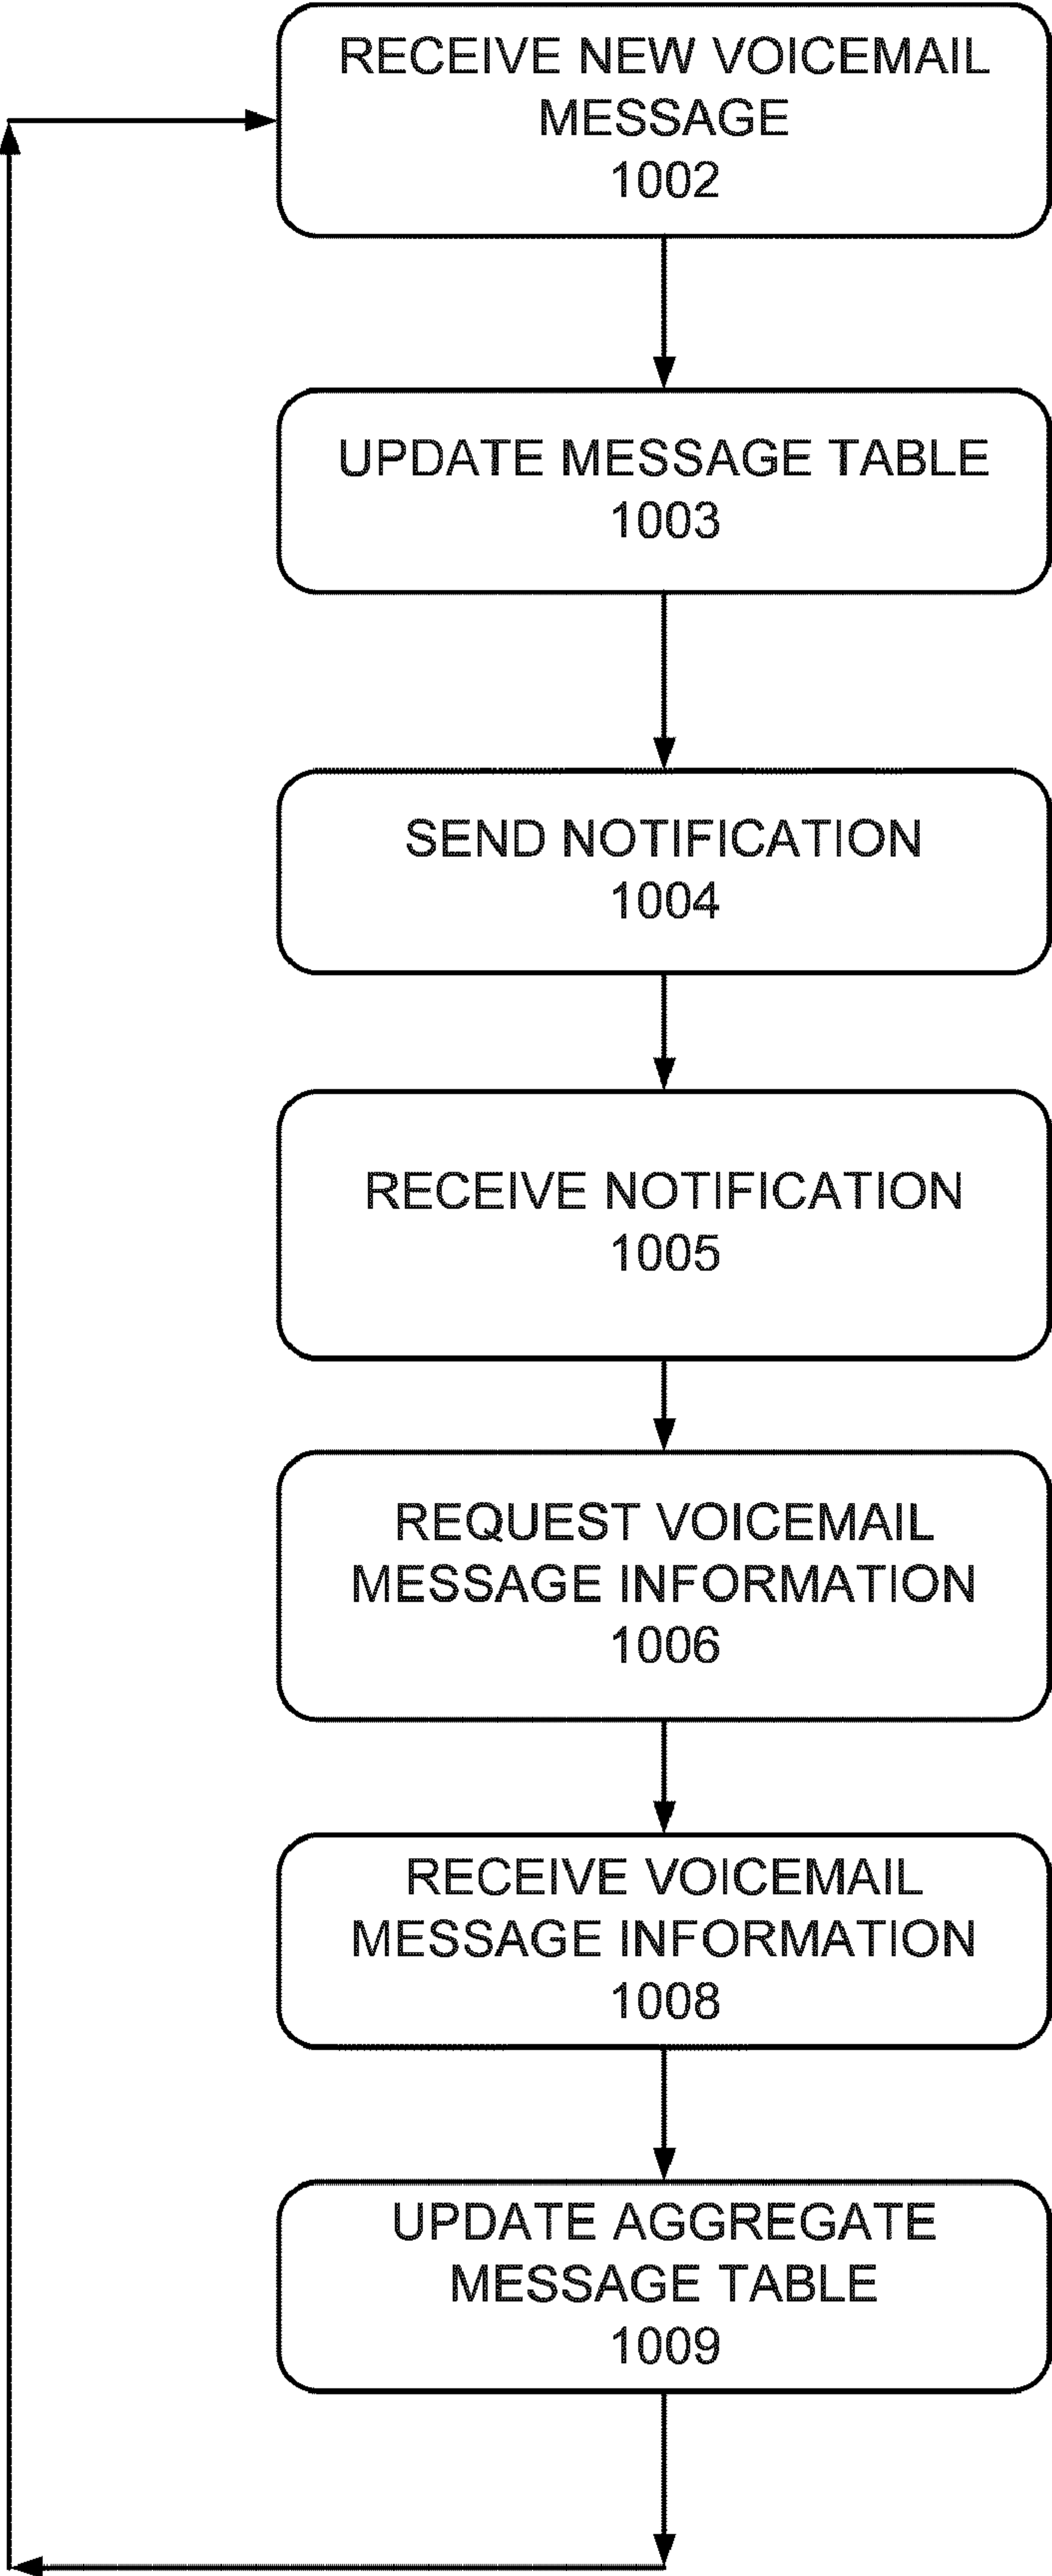 RECEIVE NEW VOICEMAIL
MESSAGE
1002
UPDATE MESSAGE TABLE
1003
SEND NOTIFICATION
1004
RECEIVE NOTIFICATION
1005
REQUEST VOICEMAIL
MESSAGE INFORMATION
1006
RECEIVE VOICEMAIL
MESSAGE INFORMATION
1008
UPDATE AGGREGATE
MESSAGE TABLE
1009